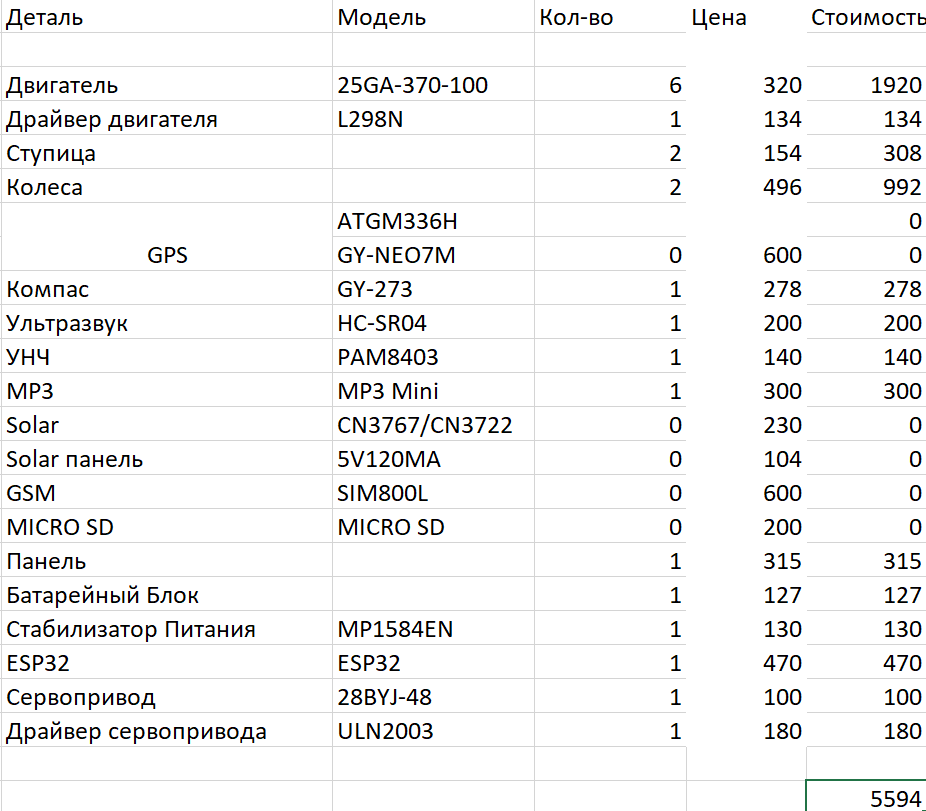 Деталь Модель Кол-во Цена Стоимость
Двигатель 25GA-370-100 6 320 1920
Драйвер двигателя L298N 1 134 134
Ступица 2 154 308
Колеса 2 496 992
ATGM336H 0
GPS GY-NEO7M 0 600 0
Компас GY-273 1 278 278
Ультразвук HC-SR04 1 200 200
УНЧ PAM8403 1 140 140
MP3 MP3 Mini 1 300 300
Solar CN3767/CN3722 0 230 0
Solar панель 5V120MA 0 104 0
GSM SIM800L 0 600 0
MICRO SD MICRO SD 0 200 0
Панель 1 315 315
Батарейный Блок 1 127 127
Стабилизатор Питания MP1584EN 1 130 130
ESP32 ESP32 1 470 470
Сервопривод 28BYJ-48 1 100 100
Драйвер сервопривода ULN2003 1 180 180
5594